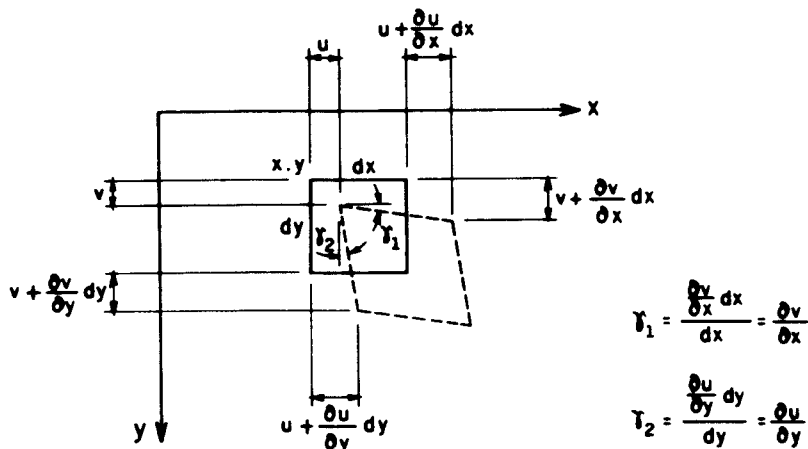 u + ∂u/∂x dx
u
x
x.y
dx
v
v + ∂v/∂x dx
dy
γ₂
γ₁
v + ∂v/∂y dy
γ₁ = (∂v/∂x dx)/dx = ∂v/∂x
y
u + ∂u/∂y dy
γ₂ = (∂u/∂y dy)/dy = ∂u/∂y